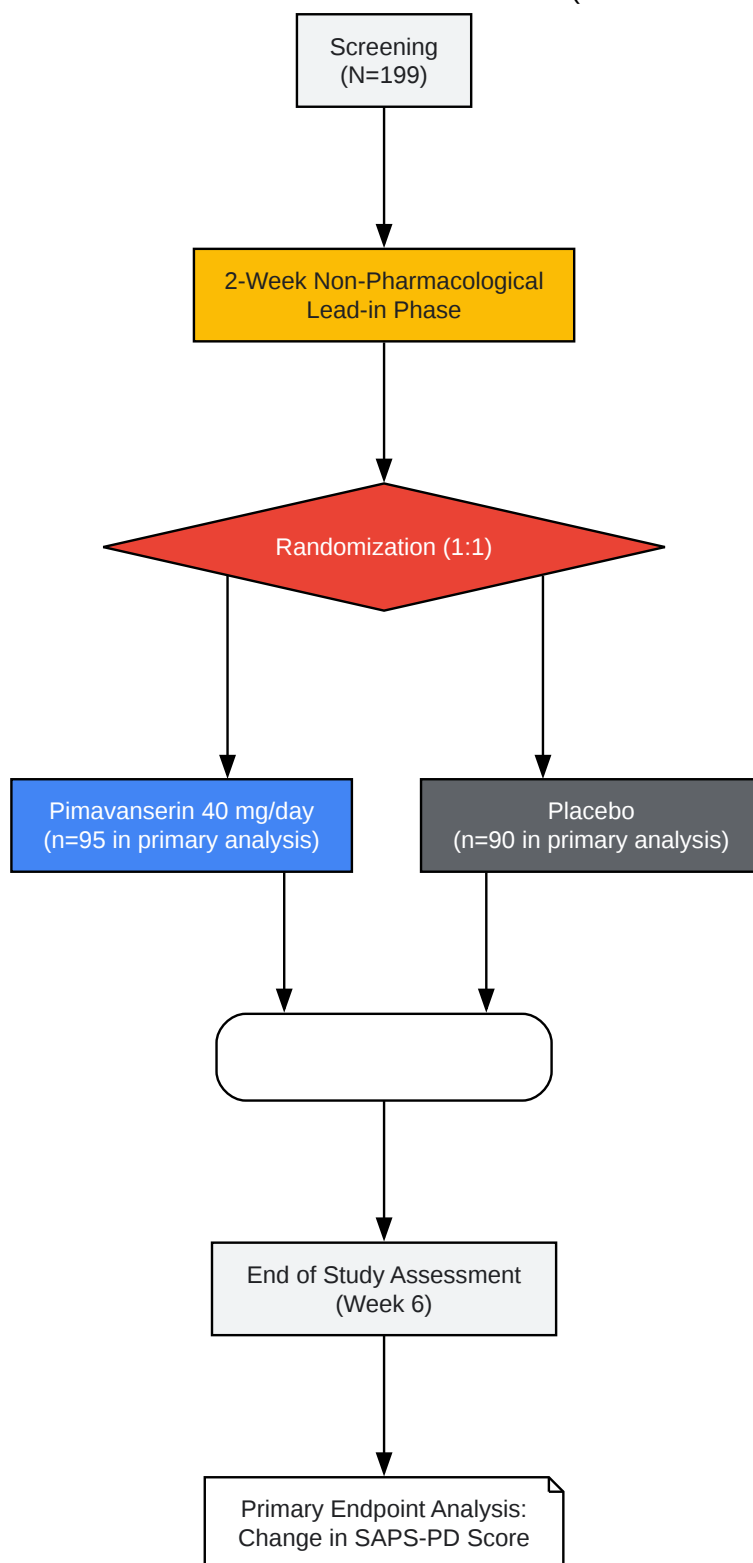 (
Screening
(N=199)
2-Week Non-Pharmacological
Lead-in Phase
Randomization (1:1)
Pimavanserin 40 mg/day
(n=95 in primary analysis)
Placebo
(n=90 in primary analysis)
End of Study Assessment
(Week 6)
Primary Endpoint Analysis:
Change in SAPS-PD Score